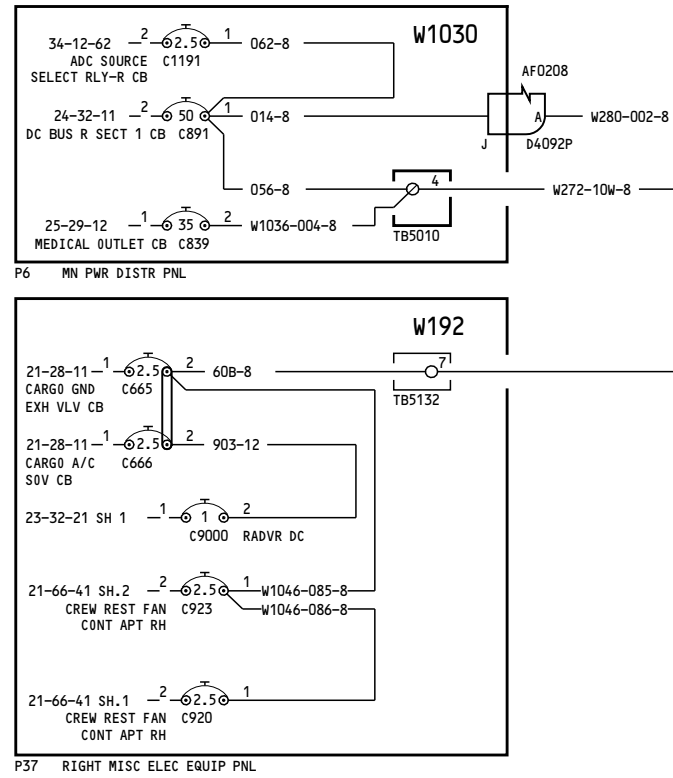 W1030
34-12-62 2 2.5 1 062-8
ADC SOURCE C1191
SELECT RLY-R CB
AF0208
24-32-11 2 50 1 014-8 A W280-002-8
DC BUS R SECT 1 CB C891 J D4092P
056-8 4 W272-10W-8
25-29-12 1 35 2 W1036-004-8
MEDICAL OUTLET CB C839 TB5010
P6 MN PWR DISTR PNL
W192
21-28-11 1 2.5 2 60B-8 7
CARGO GND C665 TB5132
EXH VLV CB
21-28-11 1 2.5 2 903-12
CARGO A/C C666
SOV CB
23-32-21 SH 1 1 1 2
C9000 RADVR DC
21-66-41 SH.2 2 2.5 1 W1046-085-8
CREW REST FAN C923 W1046-086-8
CONT APT RH
21-66-41 SH.1 2 2.5 1
CREW REST FAN C920
CONT APT RH
P37 RIGHT MISC ELEC EQUIP PNL